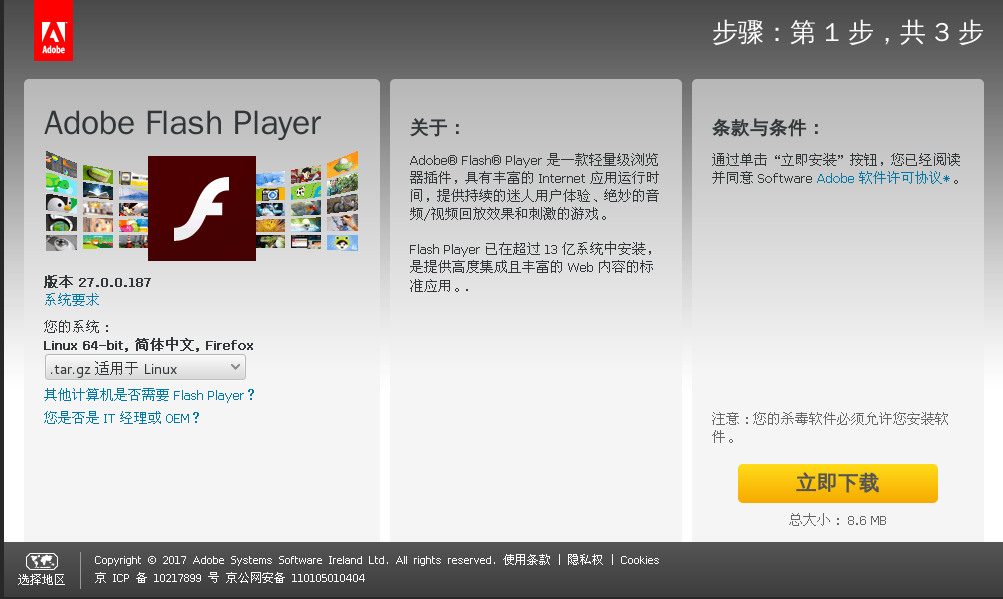 Adobe
步骤：第 1 步，共 3 步
Adobe Flash Player
版本 27.0.0.187
系统要求
您的系统：
Linux 64-bit, 简体中文, Firefox
.tar.gz 适用于 Linux
其他计算机是否需要 Flash Player？
您是否是 IT 经理或 OEM？
关于：
Adobe® Flash® Player 是一款轻量级浏览
器插件，具有丰富的 Internet 应用运行时
间，提供持续的迷人用户体验、绝妙的音
频/视频回放效果和刺激的游戏。
Flash Player 已在超过 13 亿系统中安装，
是提供高度集成且丰富的 Web 内容的标
准应用。.
条款与条件：
通过单击“立即安装”按钮，您已经阅读
并同意 Software Adobe 软件许可协议*。
注意：您的杀毒软件必须允许您安装软
件。
立即下载
总大小： 8.6 MB
选择地区
Copyright © 2017 Adobe Systems Software Ireland Ltd. All rights reserved. 使用条款 | 隐私权 | Cookies
京 ICP 备 10217899 号 京公网安备 110105010404